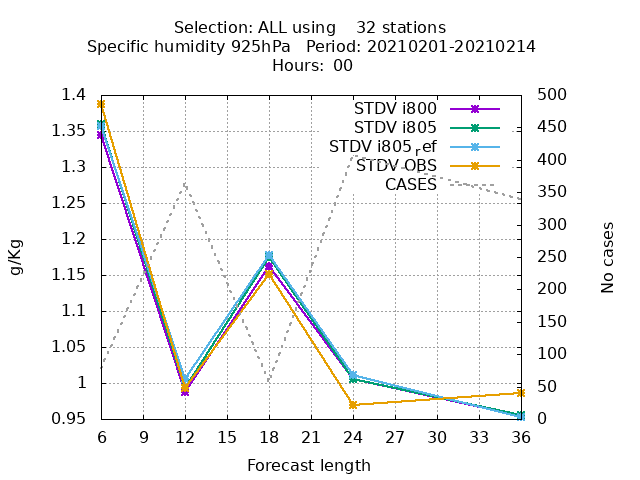 Selection: ALL using    32 stations
Specific humidity 925hPa   Period: 20210201-20210214
Hours:  00
STDV i800
STDV i805
STDV i805ref
STDV OBS
CASES
1.4
1.35
1.3
1.25
1.2
1.15
1.1
1.05
1
0.95
500
450
400
350
300
250
200
150
100
50
0
g/Kg
No cases
6 9 12 15 18 21 24 27 30 33 36
Forecast length